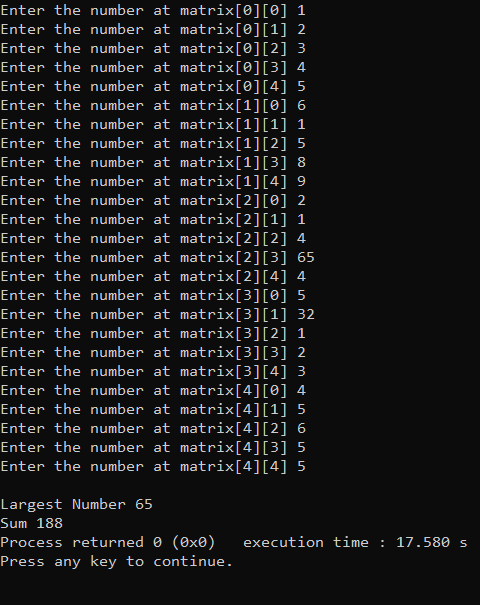 Enter the number at matrix[0][0] 1
Enter the number at matrix[0][1] 2
Enter the number at matrix[0][2] 3
Enter the number at matrix[0][3] 4
Enter the number at matrix[0][4] 5
Enter the number at matrix[1][0] 6
Enter the number at matrix[1][1] 1
Enter the number at matrix[1][2] 5
Enter the number at matrix[1][3] 8
Enter the number at matrix[1][4] 9
Enter the number at matrix[2][0] 2
Enter the number at matrix[2][1] 1
Enter the number at matrix[2][2] 4
Enter the number at matrix[2][3] 65
Enter the number at matrix[2][4] 4
Enter the number at matrix[3][0] 5
Enter the number at matrix[3][1] 32
Enter the number at matrix[3][2] 1
Enter the number at matrix[3][3] 2
Enter the number at matrix[3][4] 3
Enter the number at matrix[4][0] 4
Enter the number at matrix[4][1] 5
Enter the number at matrix[4][2] 6
Enter the number at matrix[4][3] 5
Enter the number at matrix[4][4] 5

Largest Number 65
Sum 188
Process returned 0 (0x0)   execution time : 17.580 s
Press any key to continue.